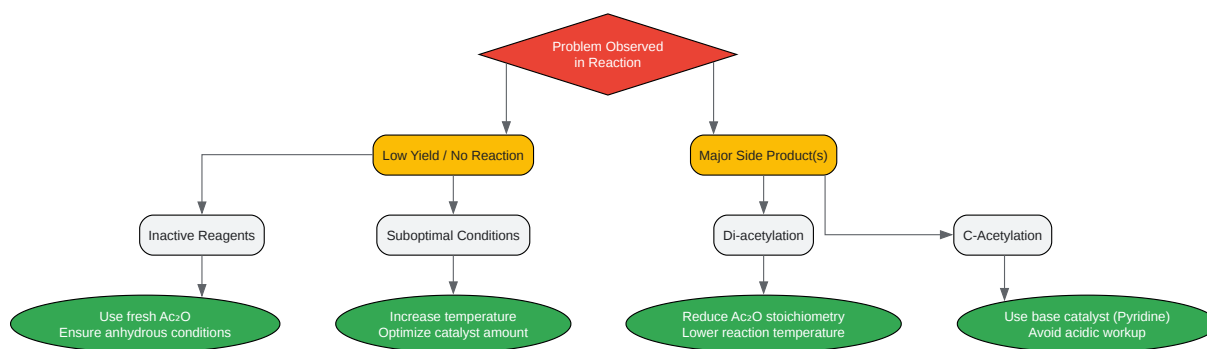 Problem Observed
in Reaction
Low Yield / No Reaction
Major Side Product(s)
Inactive Reagents
Suboptimal Conditions
Di-acetylation
C-Acetylation
Use fresh Ac₂O
Ensure anhydrous conditions
Increase temperature
Optimize catalyst amount
Reduce Ac₂O stoichiometry
Lower reaction temperature
Use base catalyst (Pyridine)
Avoid acidic workup